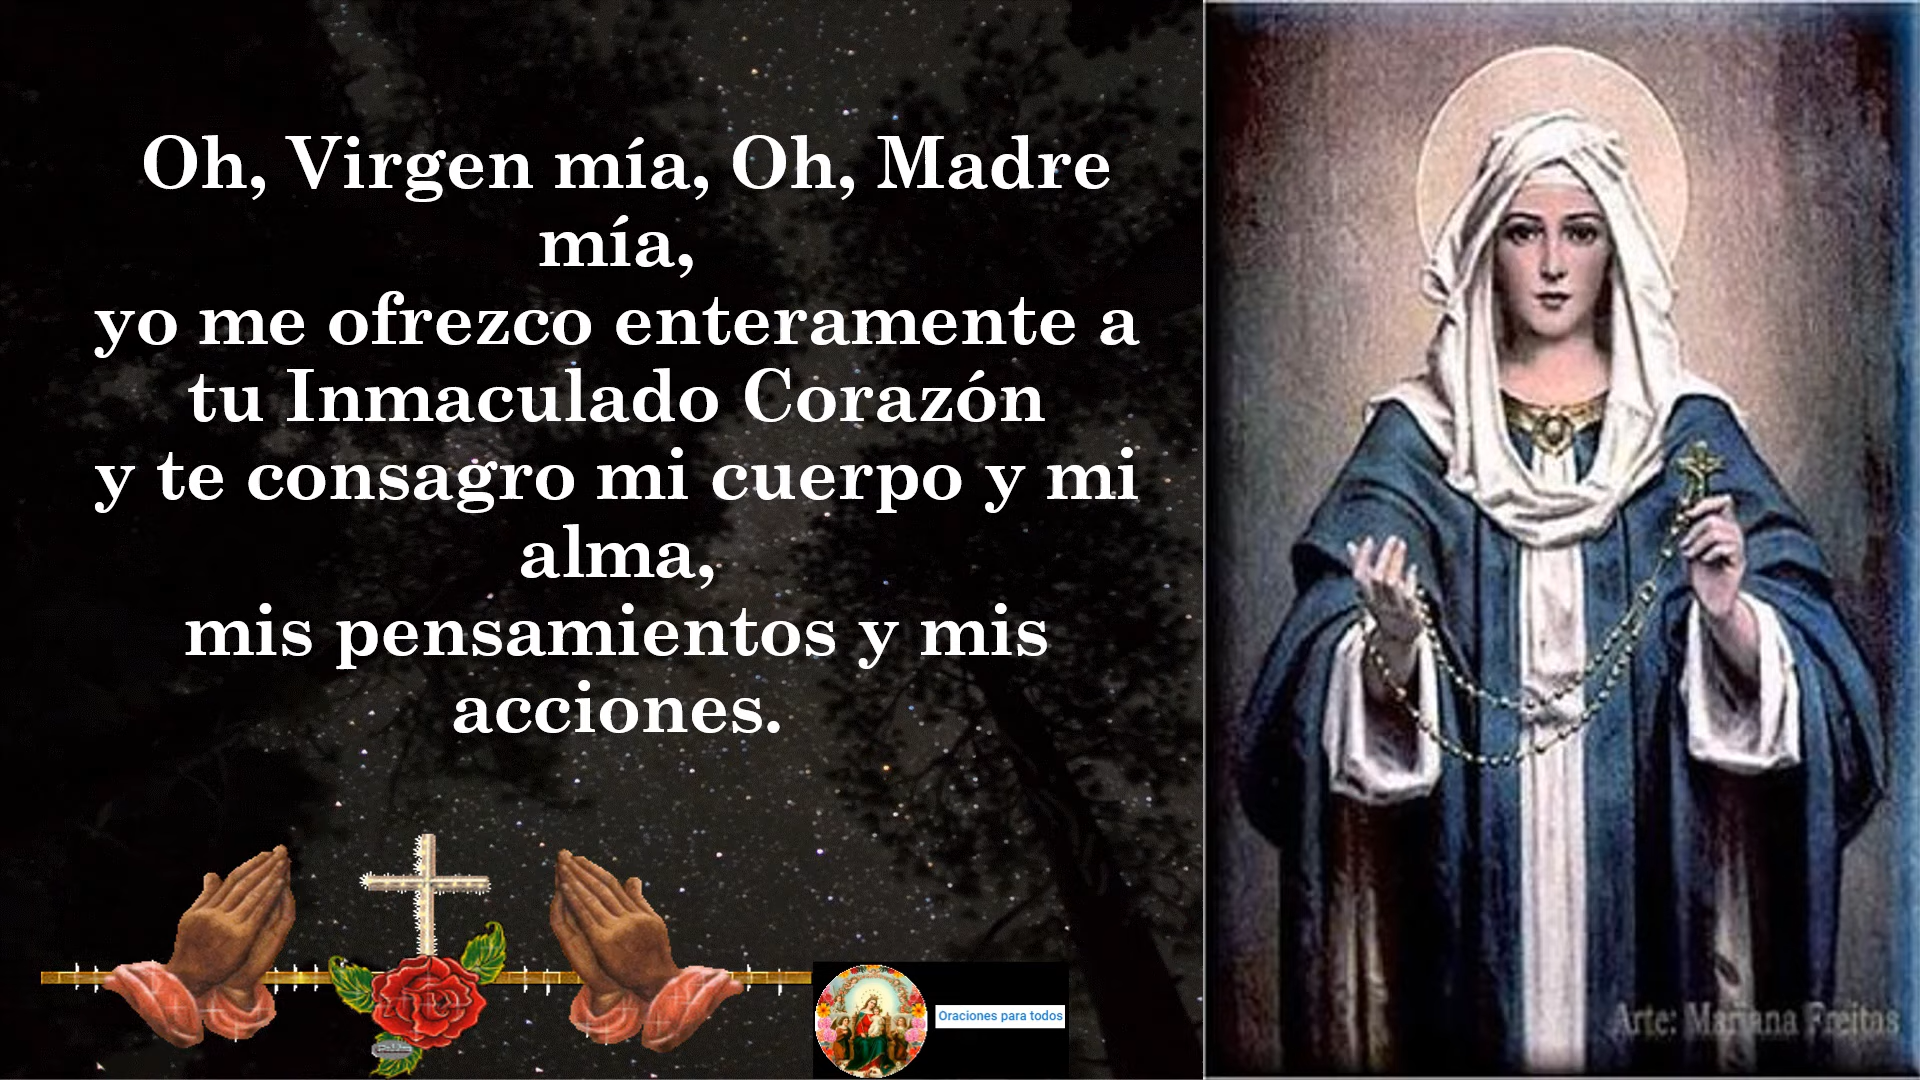 Oh, Virgen mía, Oh, Madre
mía,
yo me ofrezco enteramente a
tu Inmaculado Corazón
y te consagro mi cuerpo y mi
alma,
mis pensamientos y mis
acciones.
Oraciones para todos
Arte: Mariana Freitas